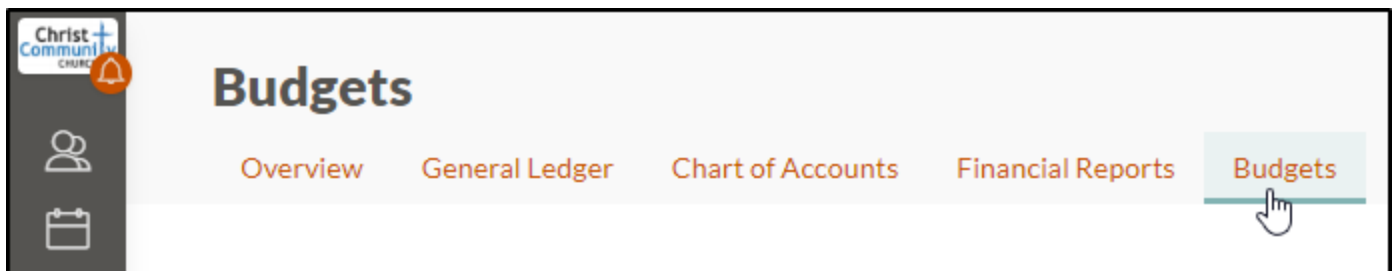 Christ
Community
Budgets
Overview General Ledger Chart of Accounts Financial Reports Budgets